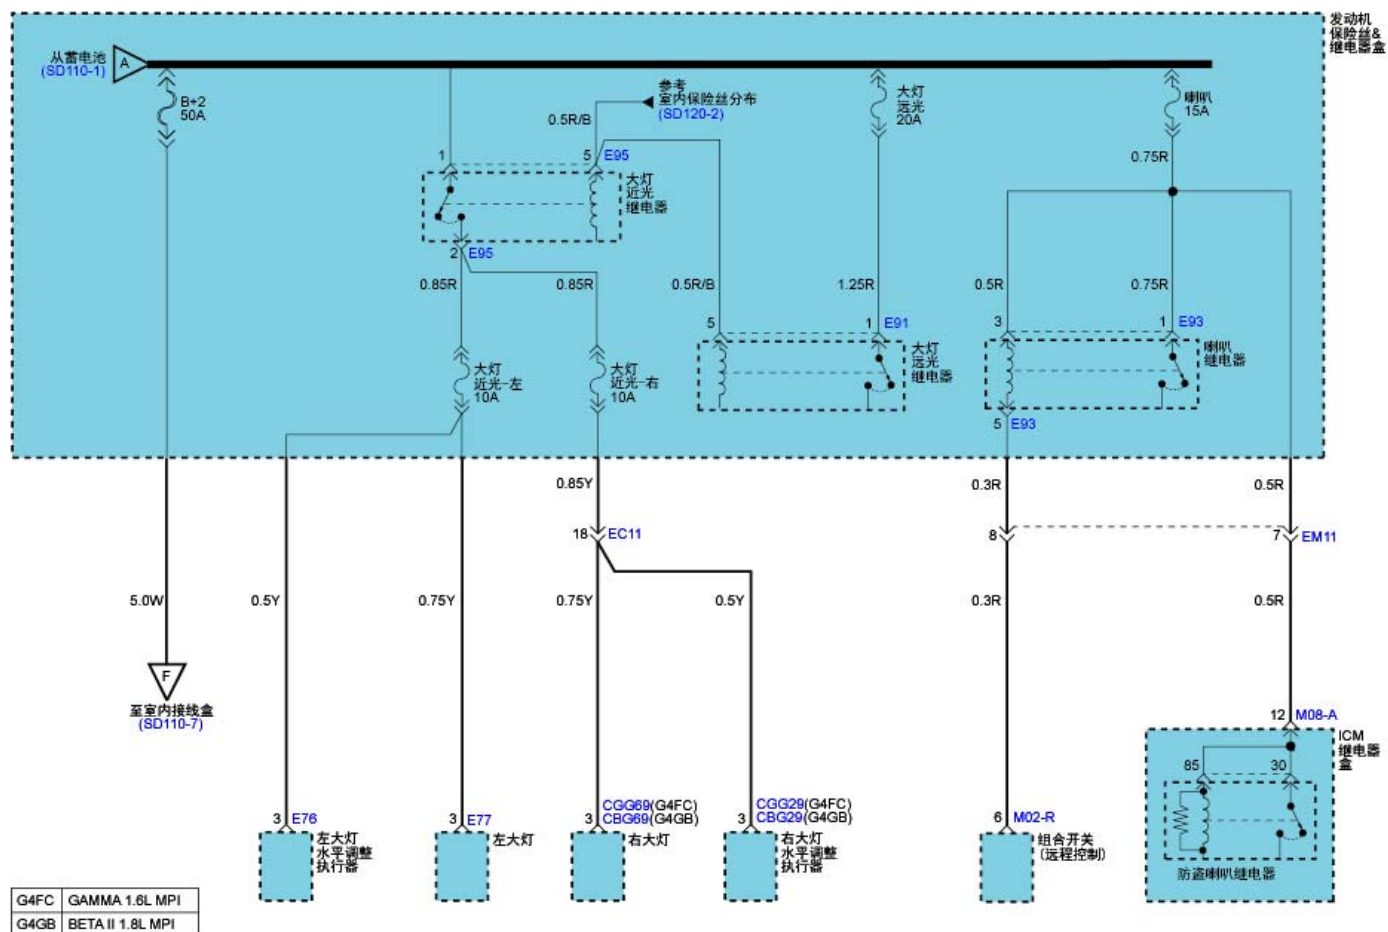 发动机
保险丝&
继电器盒
从蓄电池
(SD110-1)
A
B+2
50A
参考
室内保险丝分布
(SD120-2)
0.5R/B
大灯
远光
20A
喇叭
15A
0.75R
1
5
E95
大灯
近光
继电器
2
E95
0.85R
0.85R
0.5R/B
1.25R
0.5R
0.75R
5
1
E91
3
1
E93
大灯
近光-左
10A
大灯
近光-右
10A
大灯
远光
继电器
喇叭
继电器
5
E93
0.85Y
0.3R
0.5R
18
EC11
8
7
EM11
5.0W
0.5Y
0.75Y
0.75Y
0.5Y
0.3R
0.5R
F
至室内接线盒
(SD110-7)
12
M08-A
ICM
继电器
盒
85
30
防盗喇叭继电器
3
E76
左大灯
水平调整
执行器
3
E77
左大灯
CGG69(G4FC)
CBG69(G4GB)
3
右大灯
CGG29(G4FC)
CBG29(G4GB)
3
右大灯
水平调整
执行器
6
M02-R
组合开关
(远程控制)
G4FC GAMMA 1.6L MPI
G4GB BETA II 1.8L MPI